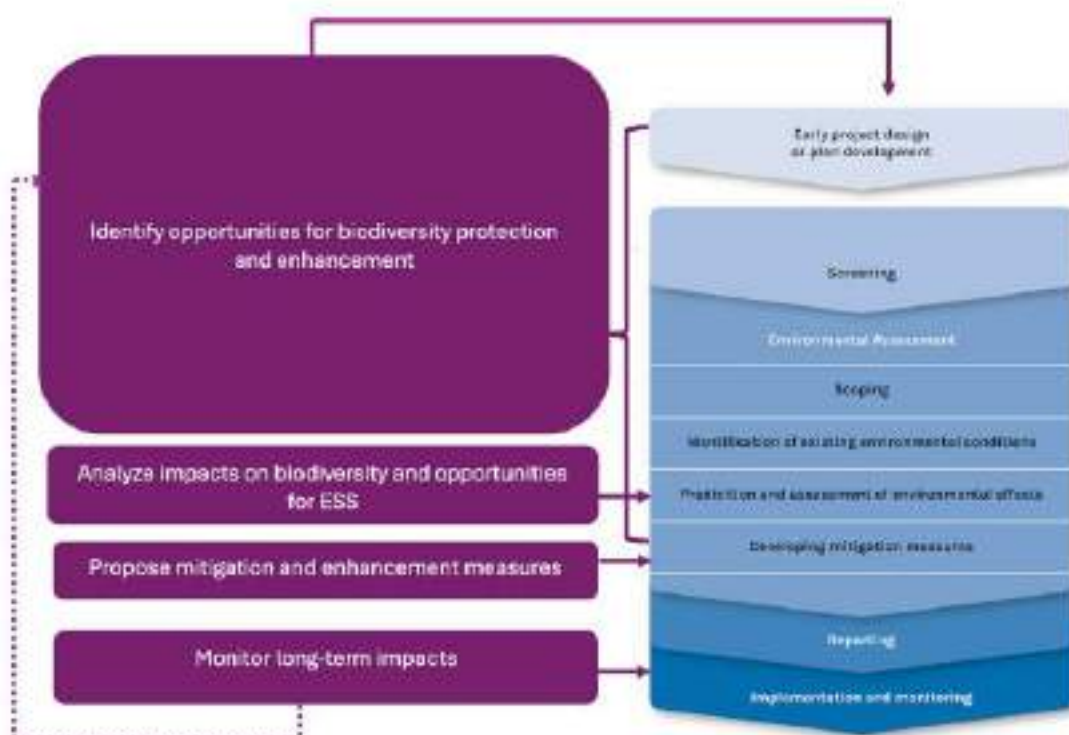 Identify opportunities for biodiversity protection
and enhancement
Analyze impacts on biodiversity and opportunities
for ESS
Propose mitigation and enhancement measures
Monitor long-term impacts
Early project design
or plan development
Screening
Environmental Assessment
Scoping
Identification of existing environmental conditions
Prediction and assessment of environmental effects
Developing mitigation measures
Reporting
Implementation and monitoring